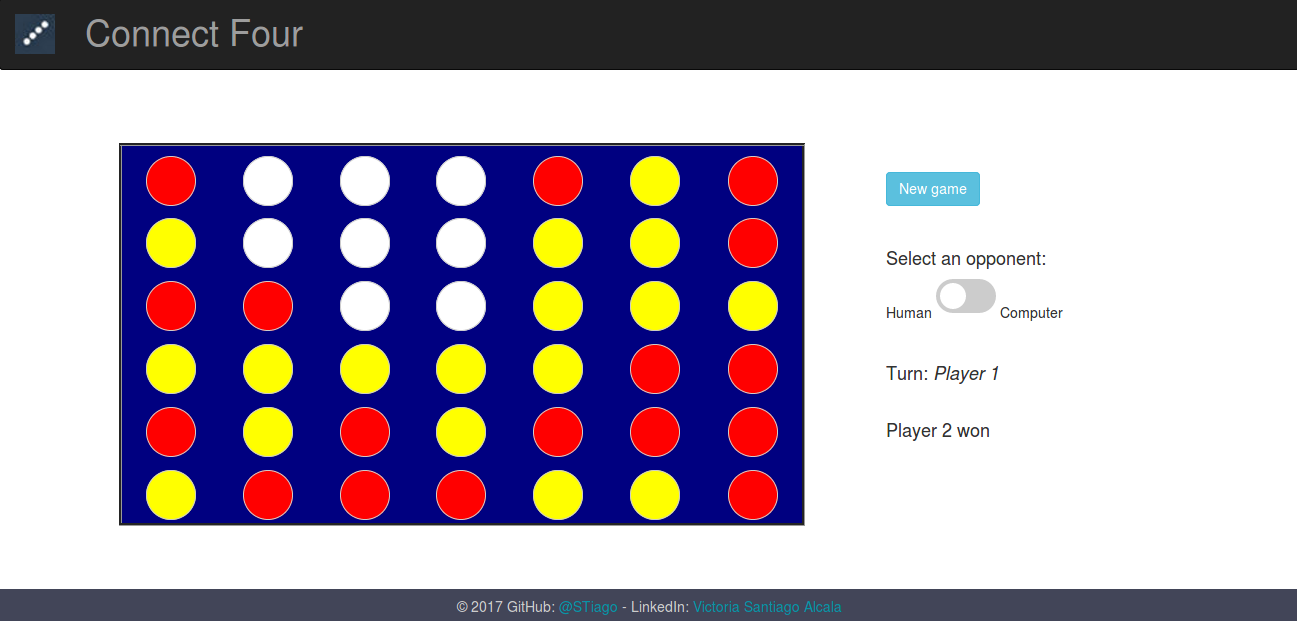 Connect Four
New game
Select an opponent:
Human Computer
Turn: Player 1
Player 2 won
© 2017 GitHub: @STiago - LinkedIn: Victoria Santiago Alcala